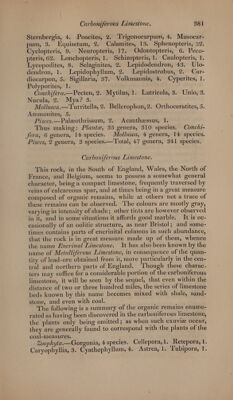 Carboniferous Limestone. 381
Sternbergia, 4. Poacites, 2. Trigonocarpum, 4. Musocar-
pum, 3. Equisetum, 2. Calamites, 13. Sphenopteris, 32.
Cyclopteris, 9. Neuropteris, 17. Odontopteris, 6. Peco-
pteris, 62. Lonchopteris, 1. Schizopteris, 1. Caulopteris, 1.
Lycopodites, 8. Selaginites, 2. Lepidodendron, 43. Ulo-
dendron, 1. Lepidophyllum, 2. Lepidostrobus, 2. Car-
diocarpum, 5. Sigillaria, 37. Volkmannia, 4. Cyperites, 1.
Polyporites, 1.
Conchifera.—Pecten, 2. Mytilus, 1. Lutricola, 3. Unio, 3.
Nucula, 2. Mya? 3.
Mollusca.—Turritella, 2. Bellerophon, 2. Orthoceratites, 5.
Ammonites, 5.
Pisces.—Palæothrissum, 2. Acanthæssus, 1.
Thus making: Plantæ, 35 genera, 310 species. Conchi-
fera, 6 genera, 14 species. Mollusca, 4 genera, 14 species.
Pisces, 2 genera, 3 species.—Total, 47 genera, 341 species.
Carboniferous Limestone.
This rock, in the South of England, Wales, the North of
France, and Belgium, seems to possess a somewhat general
character, being a compact limestone, frequently traversed by
veins of calcareous spar, and at times being in a great measure
composed of organic remains, while at others not a trace of
these remains can be observed. The colours are mostly gray,
varying in intensity of shade; other tints are however observed
in it, and in some situations it affords good marble. It is oc-
casionally of an oolitic structure, as near Bristol; and some-
times contains parts of encrinital columns in such abundance,
that the rock is in great measure made up of them, whence
the name Encrinal Limestone. It has also been known by the
name of Metalliferous Limestone, in consequence of the quan-
tity of lead-ore obtained from it, more particularly in the cen-
tral and northern parts of England. Though these charac-
ters may suffice for a considerable portion of the carboniferous
limestone, it will be seen by the sequel, that even within the
distance of two or three hundred miles, the series of limestone
beds known by this name becomes mixed with shale, sand-
stone, and even with coal.
The following is a summary of the organic remains enume-
rated as having been discovered in the carboniferous limestone,
the plants only being omitted; as when such exuviæ occur,
they are generally found to correspond with the plants of the
coal-measures.
Zoophyta.—Gorgonia, 4 species. Cellepora, 1. Retepora, 1.
Caryophyllia, 3. Cyathophyllum, 4. Astrea, 1. Tubipora, 1.